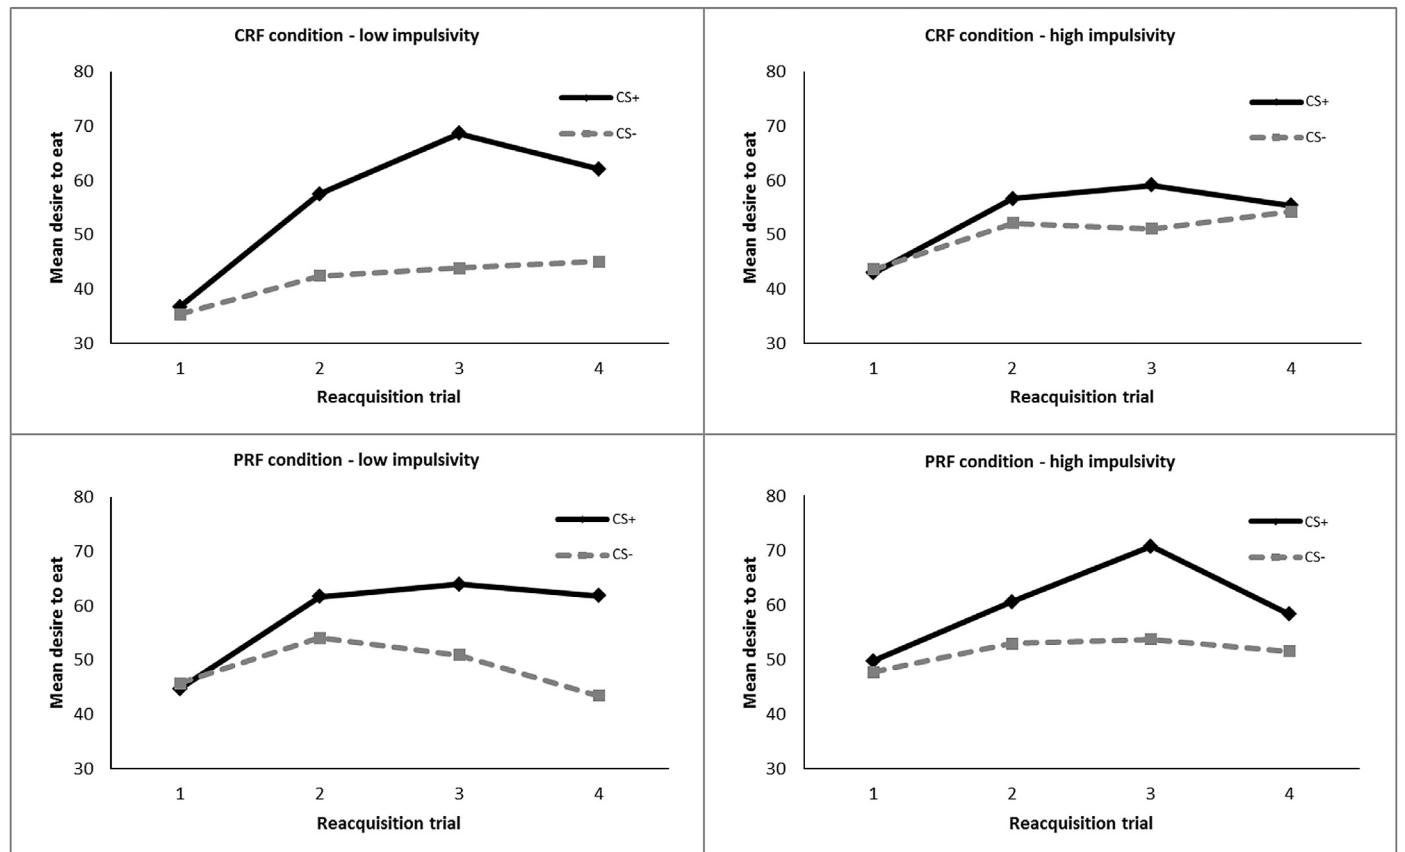 CRF condition - low impulsivity
80
70
60
50
40
30
Mean desire to eat
CS+
CS-
1 2 3 4
Reacquisition trial
CRF condition - high impulsivity
80
70
60
50
40
30
Mean desire to eat
CS+
CS-
1 2 3 4
Reacquisition trial
PRF condition - low impulsivity
80
70
60
50
40
30
Mean desire to eat
CS+
CS-
1 2 3 4
Reacquisition trial
PRF condition - high impulsivity
80
70
60
50
40
30
Mean desire to eat
CS+
CS-
1 2 3 4
Reacquisition trial